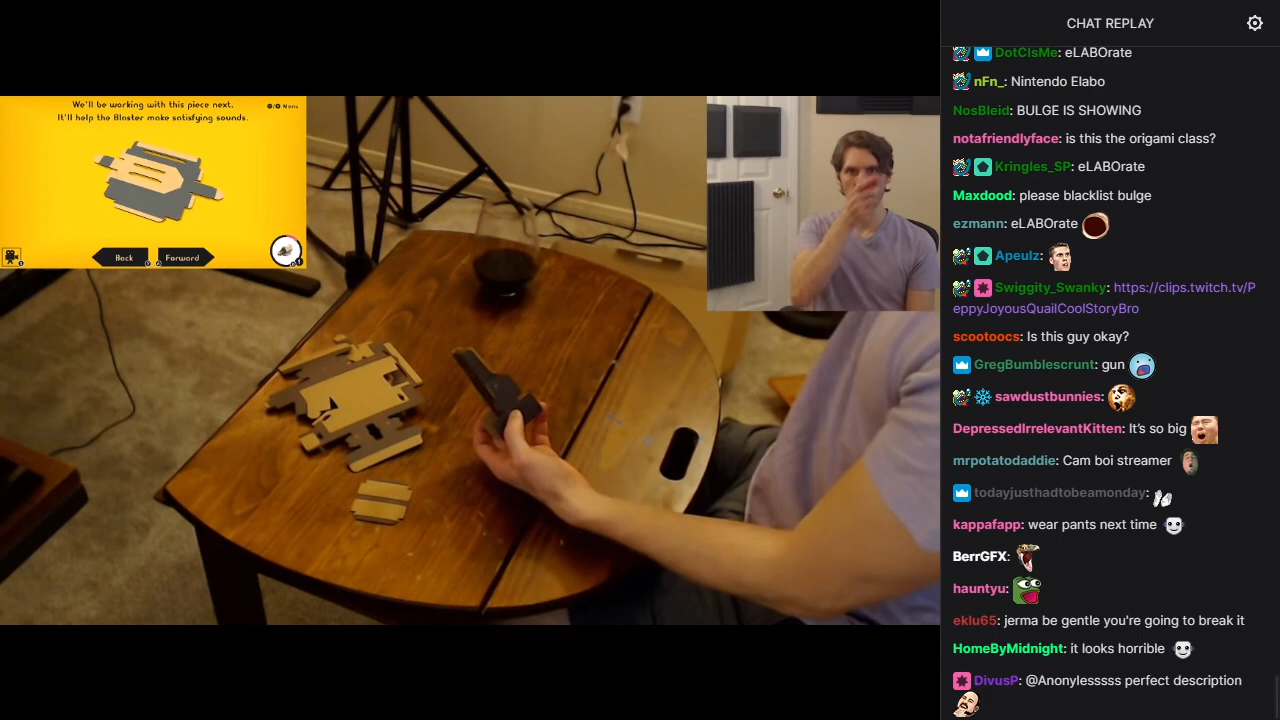 We'll be working with this piece next.
It'll help the Blaster make satisfying sounds.
Menu
Back
Forward
CHAT REPLAY
DotCIsMe: eLABOrate
nFn_: Nintendo Elabo
NosBleid: BULGE IS SHOWING
notafriendlyface: is this the origami class?
Kringles_SP: eLABOrate
Maxdood: please blacklist bulge
ezmann: eLABOrate
Apeulz:
Swiggity_Swanky: https://clips.twitch.tv/P
eppyJoyousQuailCoolStoryBro
scootoocs: Is this guy okay?
GregBumblescrunt: gun
sawdustbunnies:
DepressedIrrelevantKitten: It's so big
mrpotatodaddie: Cam boi streamer
todayjusthadtobeamonday:
kappafapp: wear pants next time
BerrGFX:
hauntyu:
eklu65: jerma be gentle you're going to break it
HomeByMidnight: it looks horrible
DivusP: @Anonylesssss perfect description